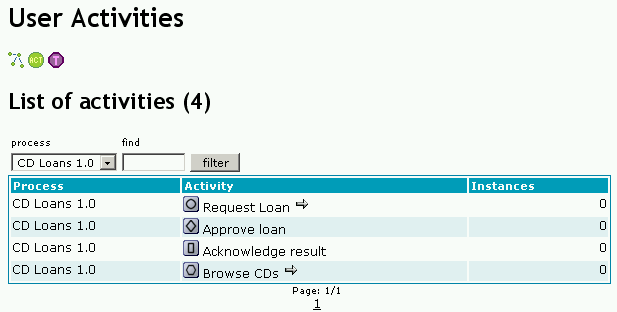 User Activities
ACT T
List of activities (4)
process find
CD Loans 1.0 filter
Process Activity Instances
CD Loans 1.0 Request Loan 0
CD Loans 1.0 Approve loan 0
CD Loans 1.0 Acknowledge result 0
CD Loans 1.0 Browse CDs 0
Page: 1/1
1